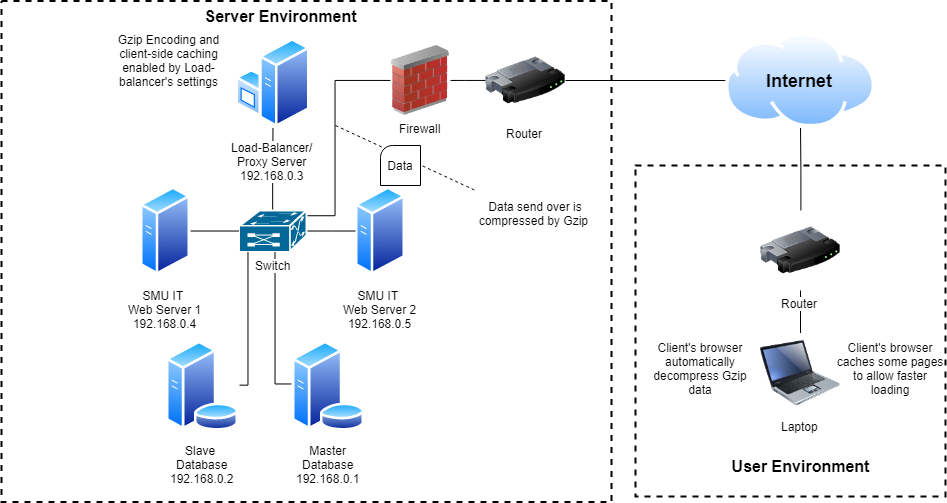 Server Environment
Gzip Encoding and
client-side caching
enabled by Load-
balancer's settings
Load-Balancer/
Proxy Server
192.168.0.3
Firewall
Router
Internet
Data
Data send over is
compressed by Gzip
Switch
SMU IT
Web Server 1
192.168.0.4
SMU IT
Web Server 2
192.168.0.5
Slave
Database
192.168.0.2
Master
Database
192.168.0.1
Router
Client's browser
automatically
decompress Gzip
data
Client's browser
caches some pages
to allow faster
loading
Laptop
User Environment